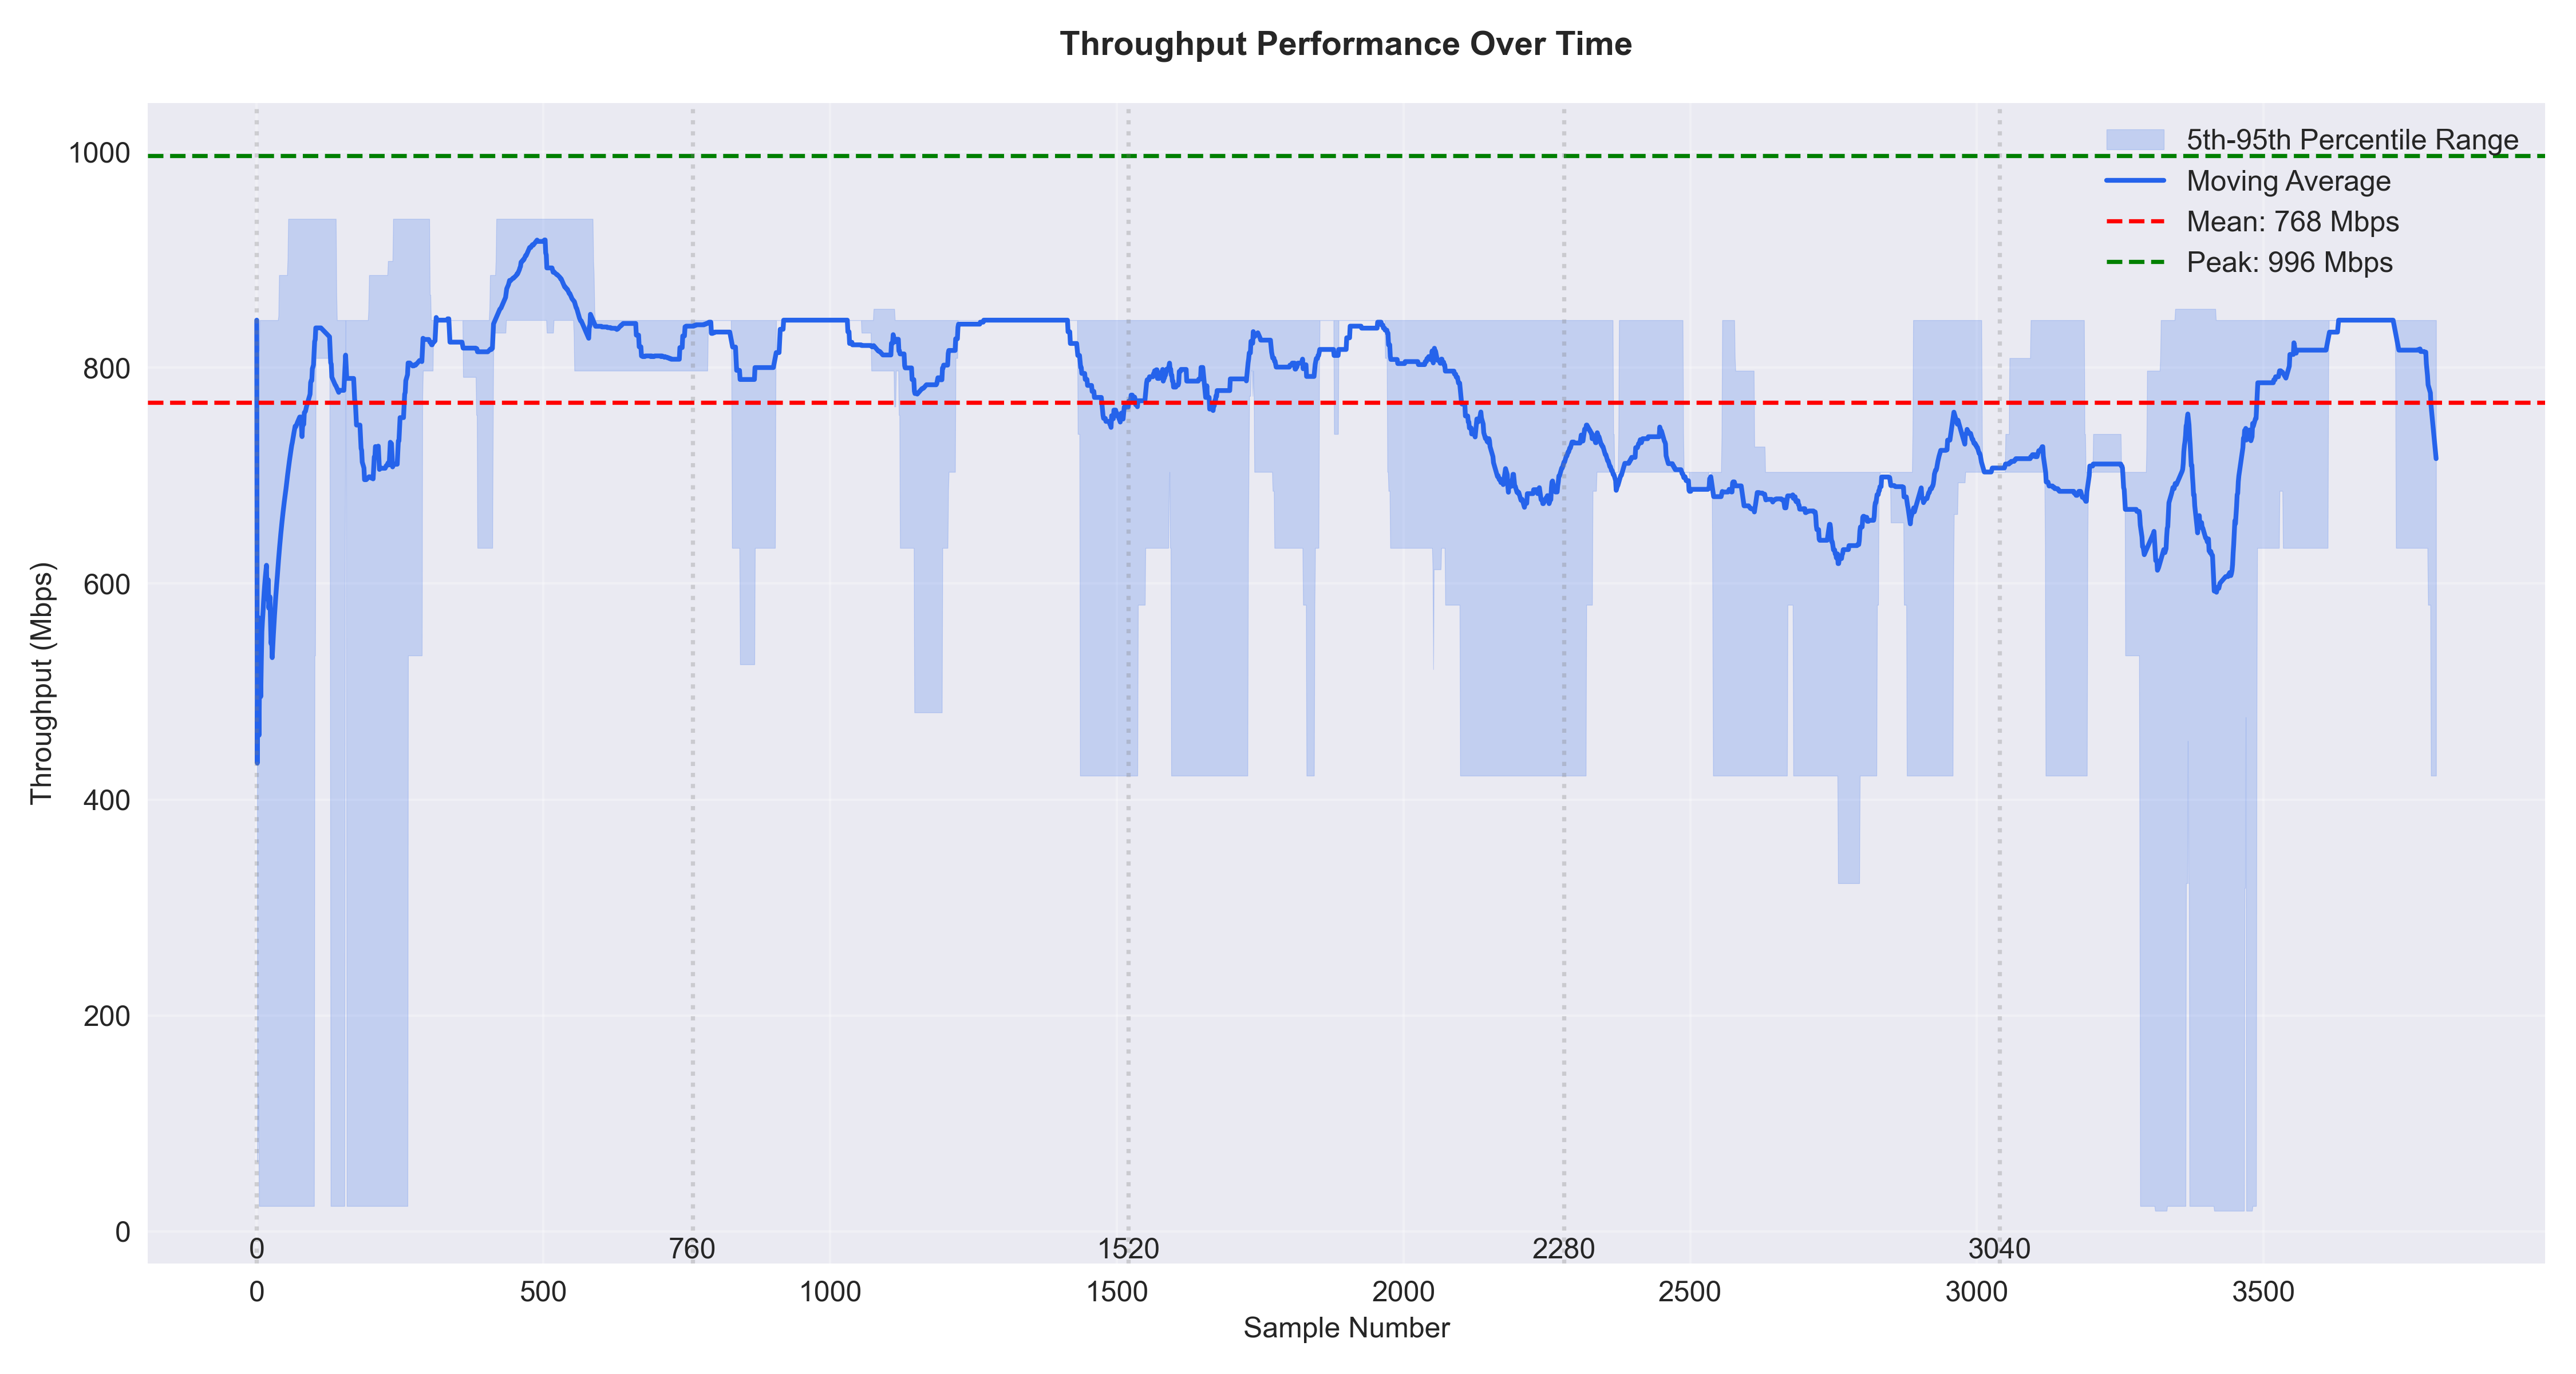 Throughput Performance Over Time
Throughput (Mbps)
1000
800
600
400
200
0
5th-95th Percentile Range
Moving Average
Mean: 768 Mbps
Peak: 996 Mbps
0 760 1520 2280 3040
0 500 1000 1500 2000 2500 3000 3500
Sample Number